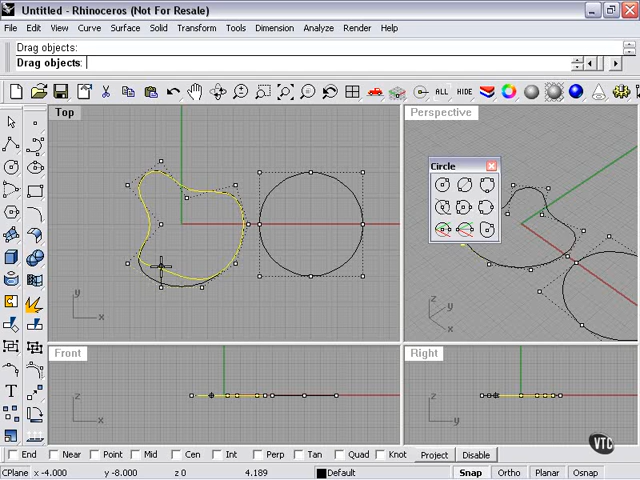 Untitled - Rhinoceros (Not For Resale)
File Edit View Curve Surface Solid Transform Tools Dimension Analyze Render Help
Drag objects:
Drag objects:
ALL HIDE
Top
Perspective
Circle
y
x
z
y
x
Front
Right
z
x
z
y
T
VTC
End Near Point Mid Cen Int Perp Tan Quad Knot Project Disable
CPlane x -4.000 y -8.000 z 0 4.189 Default Snap Ortho Planar Osnap